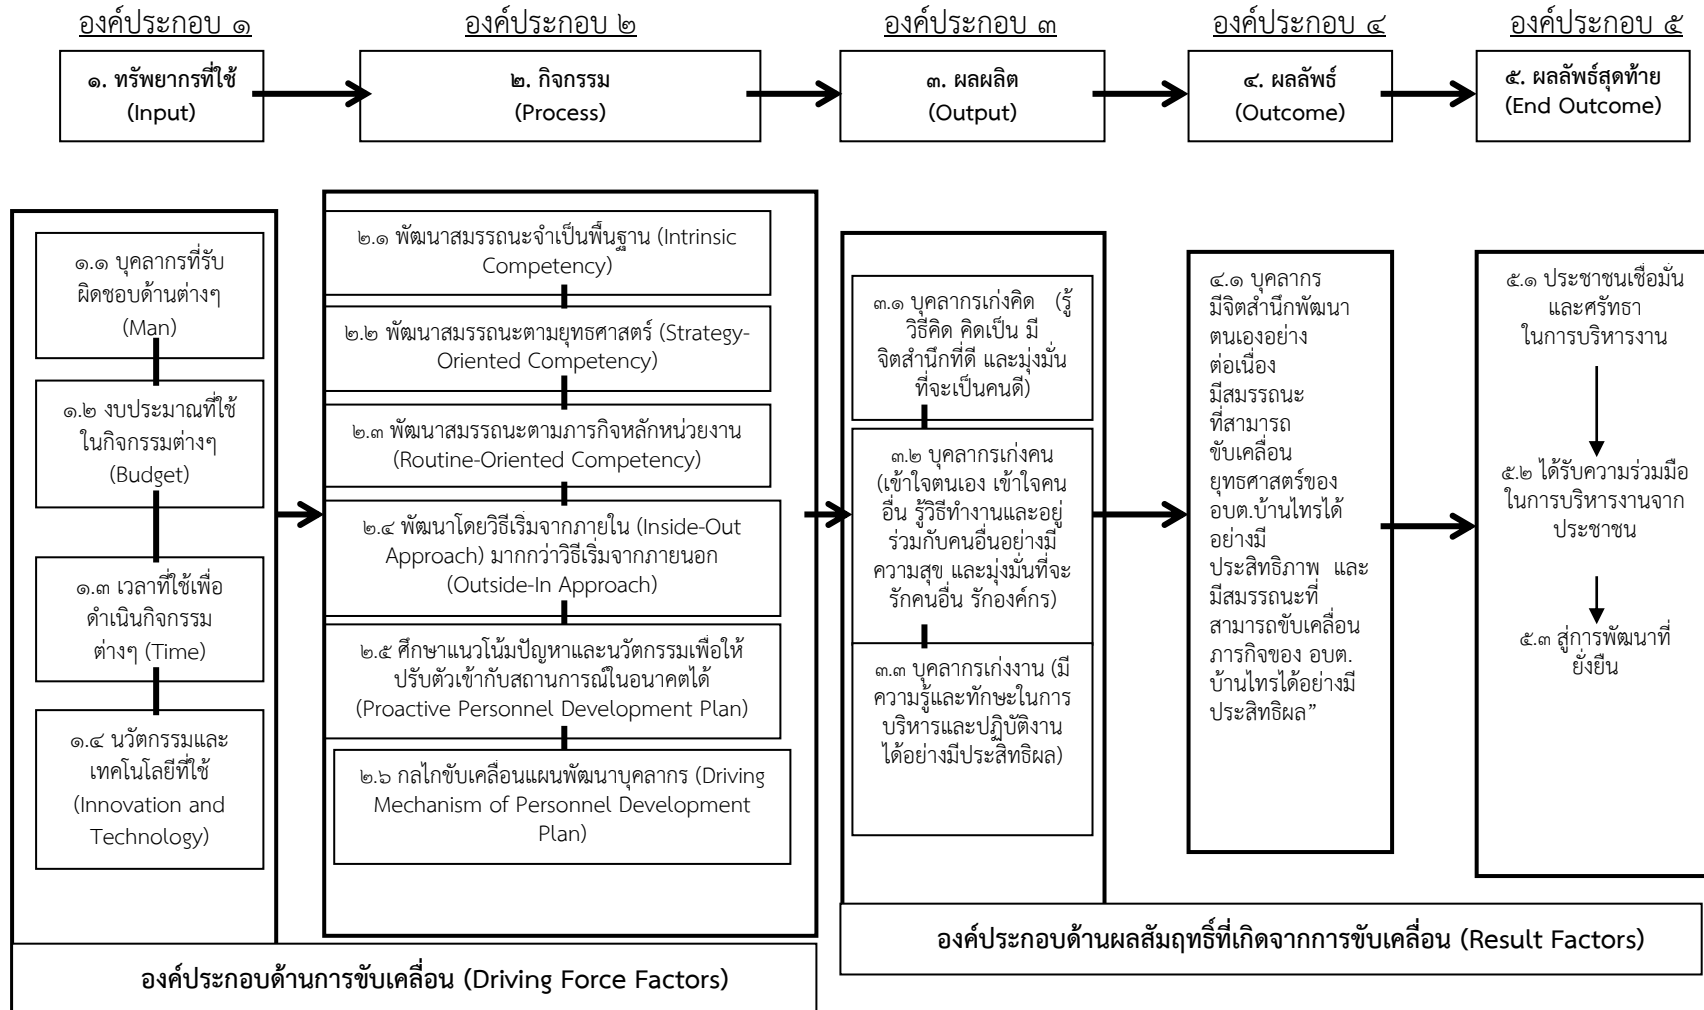 องค์ประกอบ ๑
องค์ประกอบ ๒
องค์ประกอบ ๓
องค์ประกอบ ๔
องค์ประกอบ ๕
๑. ทรัพยากรที่ใช้
(Input)
๒. กิจกรรม
(Process)
๓. ผลผลิต
(Output)
๔. ผลลัพธ์
(Outcome)
๕. ผลลัพธ์สุดท้าย
(End Outcome)
๑.๑ บุคลากรที่รับ
ผิดชอบด้านต่างๆ
(Man)
๑.๒ งบประมาณที่ใช้
ในกิจกรรมต่างๆ
(Budget)
๑.๓ เวลาที่ใช้เพื่อ
ดำเนินกิจกรรม
ต่างๆ (Time)
๑.๔ นวัตกรรมและ
เทคโนโลยีที่ใช้
(Innovation and
Technology)
๒.๑ พัฒนาสมรรถนะจำเป็นพื้นฐาน (Intrinsic
Competency)
๒.๒ พัฒนาสมรรถนะตามยุทธศาสตร์ (Strategy-
Oriented Competency)
๒.๓ พัฒนาสมรรถนะตามภารกิจหลักหน่วยงาน
(Routine-Oriented Competency)
๒.๔ พัฒนาโดยวิธีเริ่มจากภายใน (Inside-Out
Approach) มากกว่าวิธีเริ่มจากภายนอก
(Outside-In Approach)
๒.๕ ศึกษาแนวโน้มปัญหาและนวัตกรรมเพื่อให้
ปรับตัวเข้ากับสถานการณ์ในอนาคตได้
(Proactive Personnel Development Plan)
๒.๖ กลไกขับเคลื่อนแผนพัฒนาบุคลากร (Driving
Mechanism of Personnel Development
Plan)
๓.๑ บุคลากรเก่งคิด (รู้
วิธีคิด คิดเป็น มี
จิตสำนึกที่ดี และมุ่งมั่น
ที่จะเป็นคนดี)
๓.๒ บุคลากรเก่งคน
(เข้าใจตนเอง เข้าใจคน
อื่น รู้วิธีทำงานและอยู่
ร่วมกับคนอื่นอย่างมี
ความสุข และมุ่งมั่นที่จะ
รักคนอื่น รักองค์กร)
๓.๓ บุคลากรเก่งงาน (มี
ความรู้และทักษะในการ
บริหารและปฏิบัติงาน
ได้อย่างมีประสิทธิผล)
๔.๑ บุคลากร
มีจิตสำนึกพัฒนา
ตนเองอย่าง
ต่อเนื่อง
มีสมรรถนะ
ที่สามารถ
ขับเคลื่อน
ยุทธศาสตร์ของ
อบต.บ้านไทรได้
อย่างมี
ประสิทธิภาพ และ
มีสมรรถนะที่
สามารถขับเคลื่อน
ภารกิจของ อบต.
บ้านไทรได้อย่างมี
ประสิทธิผล”
๕.๑ ประชาชนเชื่อมั่น
และศรัทธา
ในการบริหารงาน
๕.๒ ได้รับความร่วมมือ
ในการบริหารงานจาก
ประชาชน
๕.๓ สู่การพัฒนาที่
ยั่งยืน
องค์ประกอบด้านการขับเคลื่อน (Driving Force Factors)
องค์ประกอบด้านผลสัมฤทธิ์ที่เกิดจากการขับเคลื่อน (Result Factors)